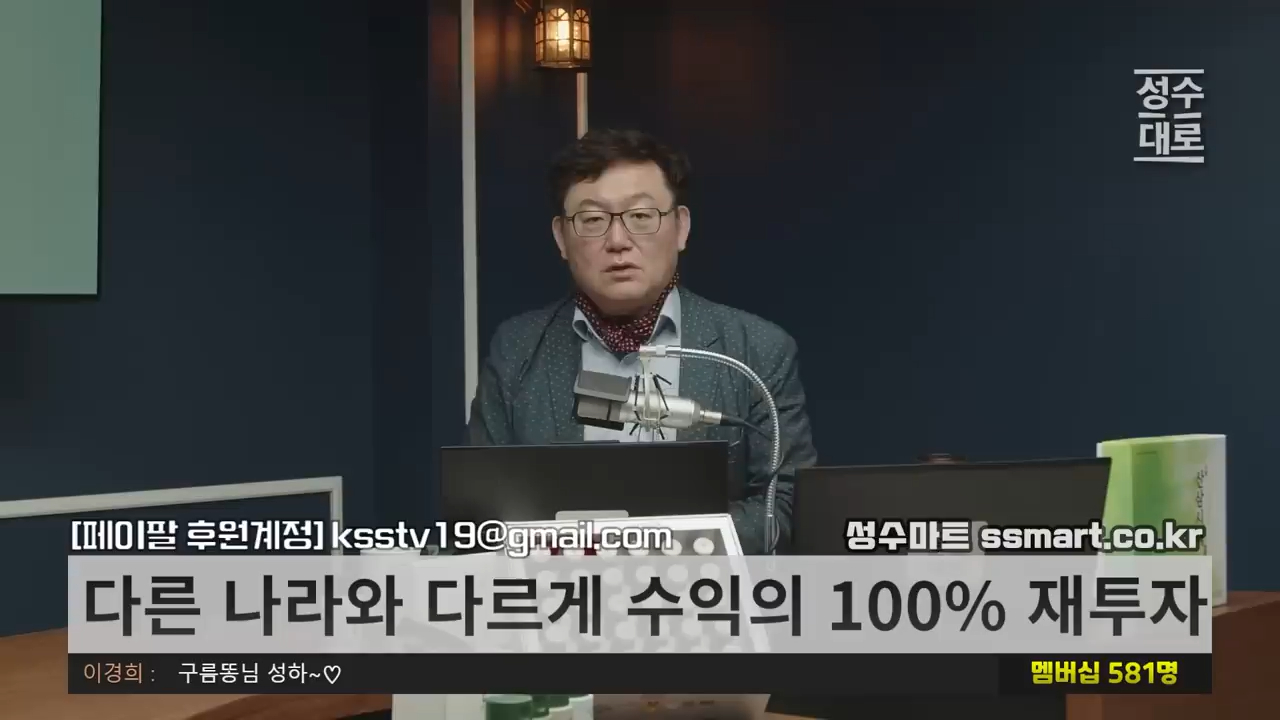 성수
대로
[페이팔 후원계정] ksstv19@gmail.com
성수마트 ssmart.co.kr
다른 나라와 다르게 수익의 100% 재투자
이경희 : 구름똥님 성하~♡
멤버십 581명